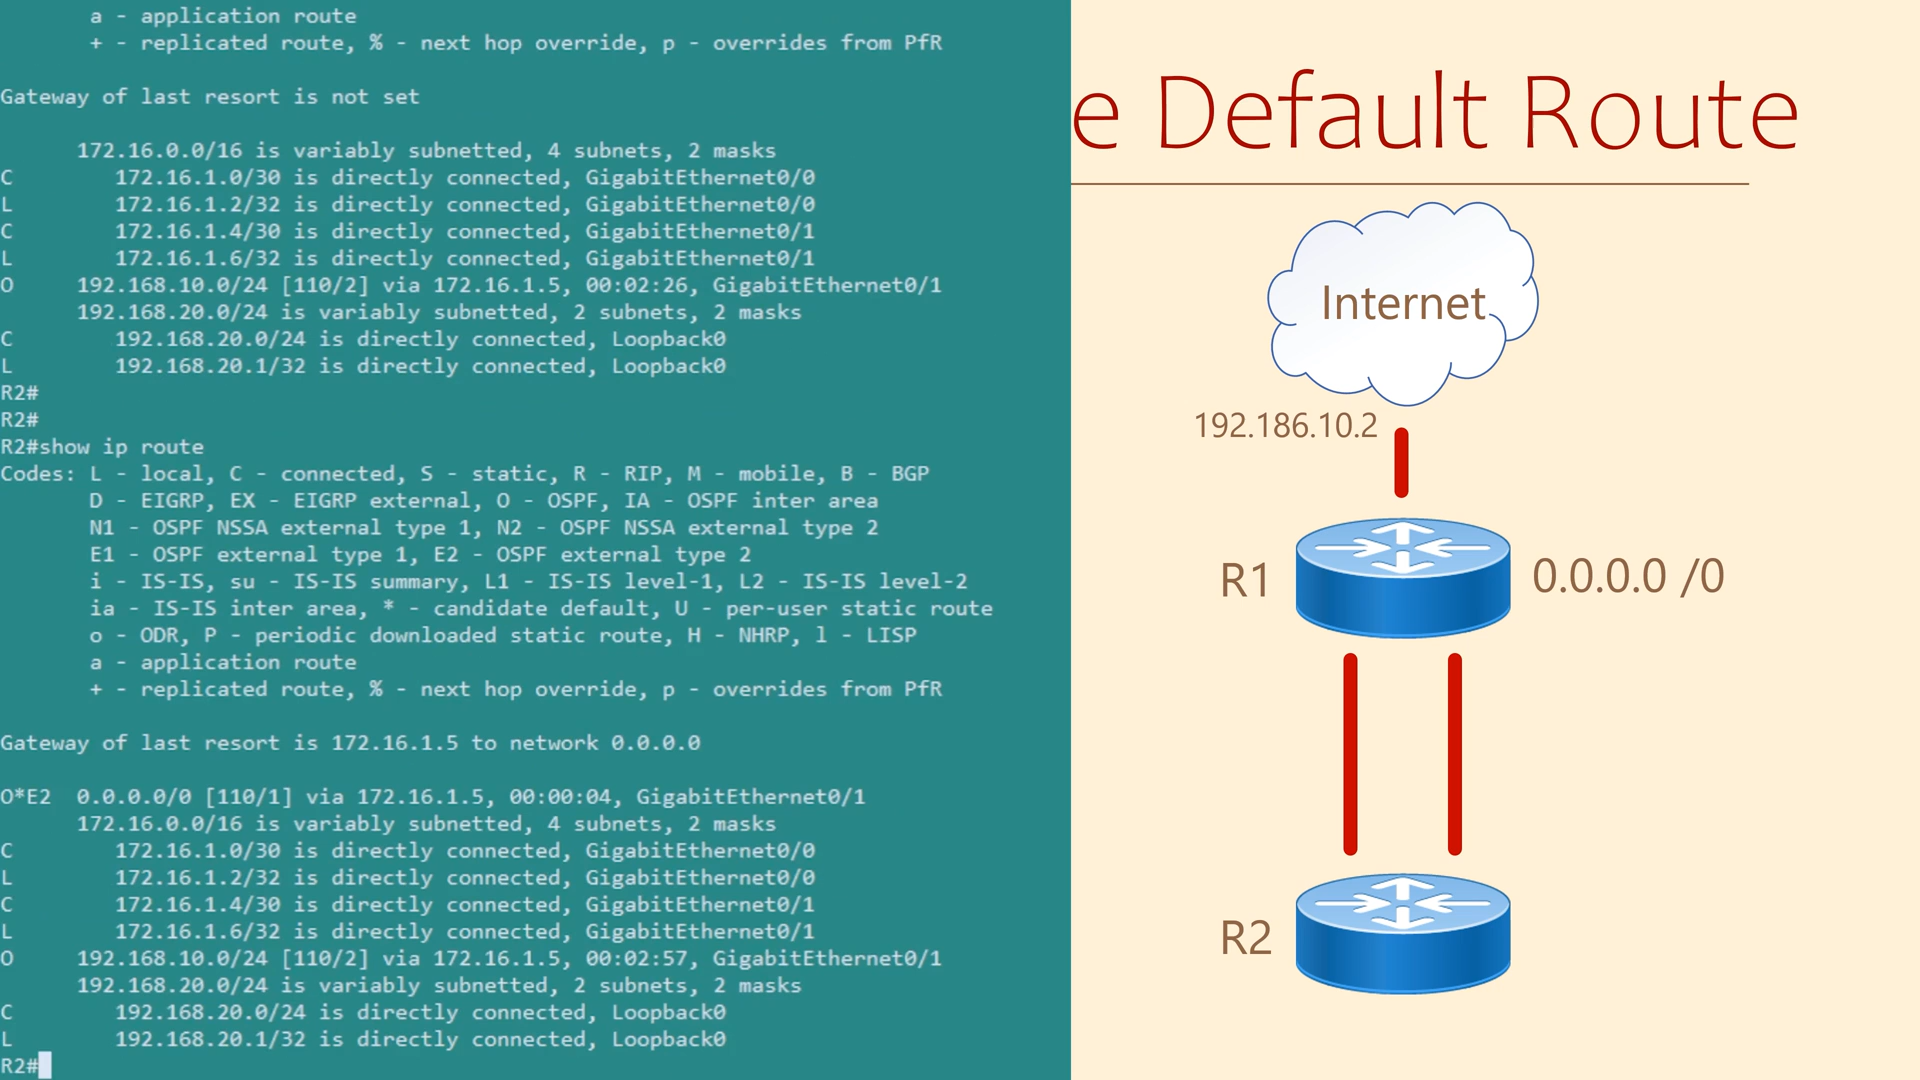 a - application route
+ - replicated route, % - next hop override, p - overrides from PfR
Gateway of last resort is not set
172.16.0.0/16 is variably subnetted, 4 subnets, 2 masks
C 172.16.1.0/30 is directly connected, GigabitEthernet0/0
L 172.16.1.2/32 is directly connected, GigabitEthernet0/0
C 172.16.1.4/30 is directly connected, GigabitEthernet0/1
L 172.16.1.6/32 is directly connected, GigabitEthernet0/1
O 192.168.10.0/24 [110/2] via 172.16.1.5, 00:02:26, GigabitEthernet0/1
192.168.20.0/24 is variably subnetted, 2 subnets, 2 masks
C 192.168.20.0/24 is directly connected, Loopback0
L 192.168.20.1/32 is directly connected, Loopback0
R2#
R2#
R2#show ip route
Codes: L - local, C - connected, S - static, R - RIP, M - mobile, B - BGP
D - EIGRP, EX - EIGRP external, O - OSPF, IA - OSPF inter area
N1 - OSPF NSSA external type 1, N2 - OSPF NSSA external type 2
E1 - OSPF external type 1, E2 - OSPF external type 2
i - IS-IS, su - IS-IS summary, L1 - IS-IS level-1, L2 - IS-IS level-2
ia - IS-IS inter area, * - candidate default, U - per-user static route
o - ODR, P - periodic downloaded static route, H - NHRP, l - LISP
a - application route
+ - replicated route, % - next hop override, p - overrides from PfR
Gateway of last resort is 172.16.1.5 to network 0.0.0.0
O*E2 0.0.0.0/0 [110/1] via 172.16.1.5, 00:00:04, GigabitEthernet0/1
172.16.0.0/16 is variably subnetted, 4 subnets, 2 masks
C 172.16.1.0/30 is directly connected, GigabitEthernet0/0
L 172.16.1.2/32 is directly connected, GigabitEthernet0/0
C 172.16.1.4/30 is directly connected, GigabitEthernet0/1
L 172.16.1.6/32 is directly connected, GigabitEthernet0/1
O 192.168.10.0/24 [110/2] via 172.16.1.5, 00:02:57, GigabitEthernet0/1
192.168.20.0/24 is variably subnetted, 2 subnets, 2 masks
C 192.168.20.0/24 is directly connected, Loopback0
L 192.168.20.1/32 is directly connected, Loopback0
R2#
e Default Route
Internet
192.186.10.2
R1
0.0.0.0 /0
R2